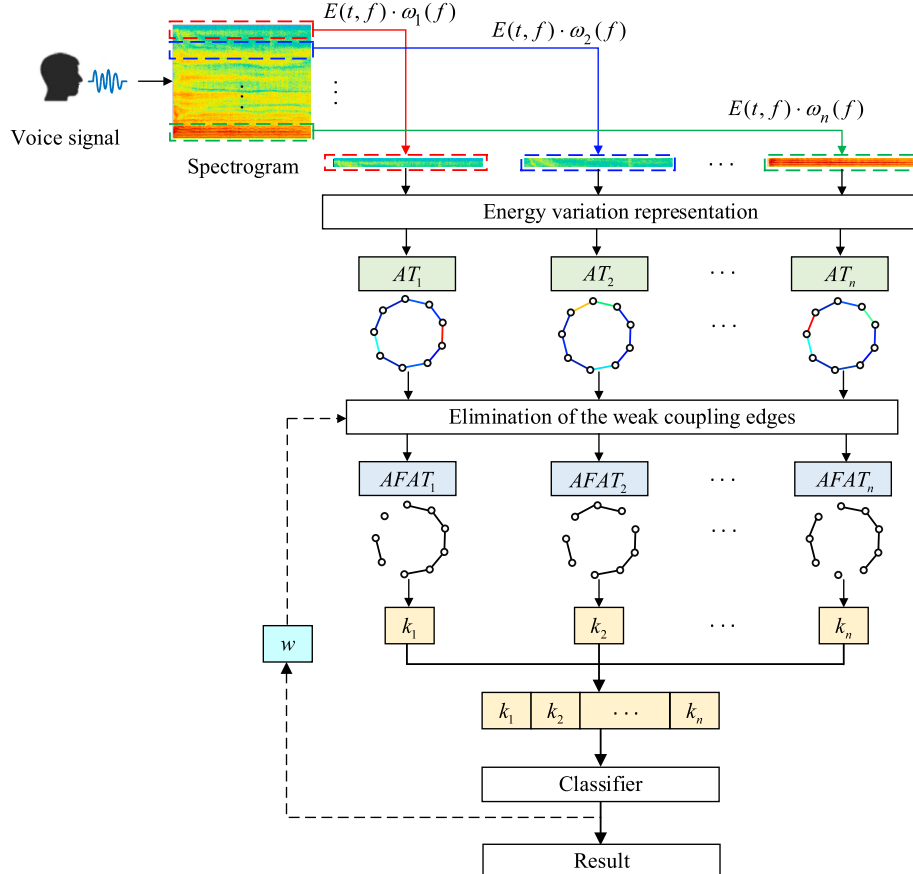 E(t, f) · ω₁(f)
E(t, f) · ω₂(f)
E(t, f) · ωₙ(f)
Voice signal
Spectrogram
Energy variation representation
AT₁ AT₂ · · · ATₙ
Elimination of the weak coupling edges
AFAT₁ AFAT₂ · · · AFATₙ
k₁ k₂ · · · kₙ
w
k₁ k₂ · · · kₙ
Classifier
Result